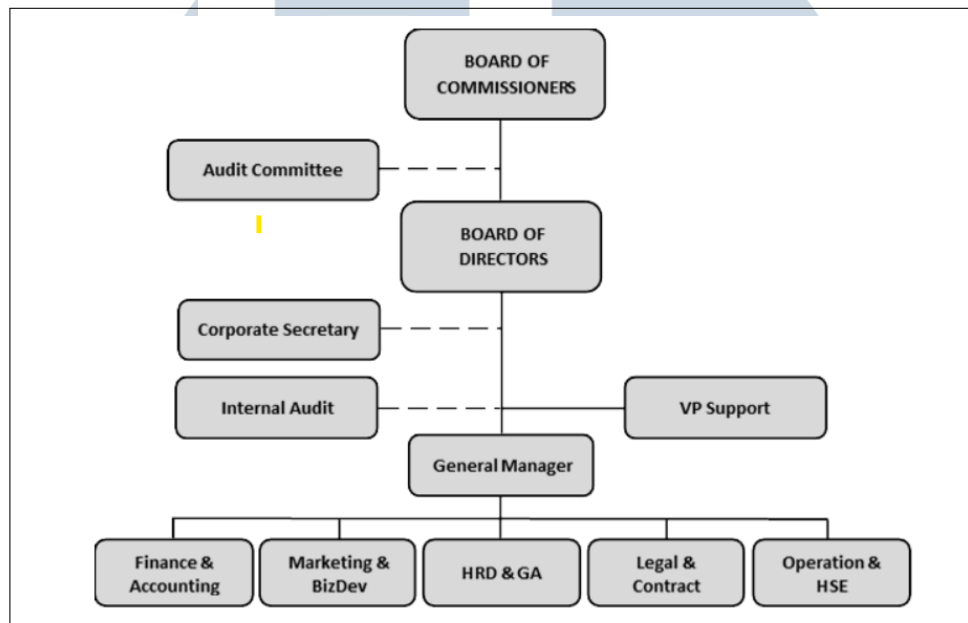 BOARD OF
COMMISSIONERS
Audit Committee
BOARD OF
DIRECTORS
Corporate Secretary
Internal Audit
VP Support
General Manager
Finance &
Accounting
Marketing &
BizDev
HRD & GA
Legal &
Contract
Operation &
HSE